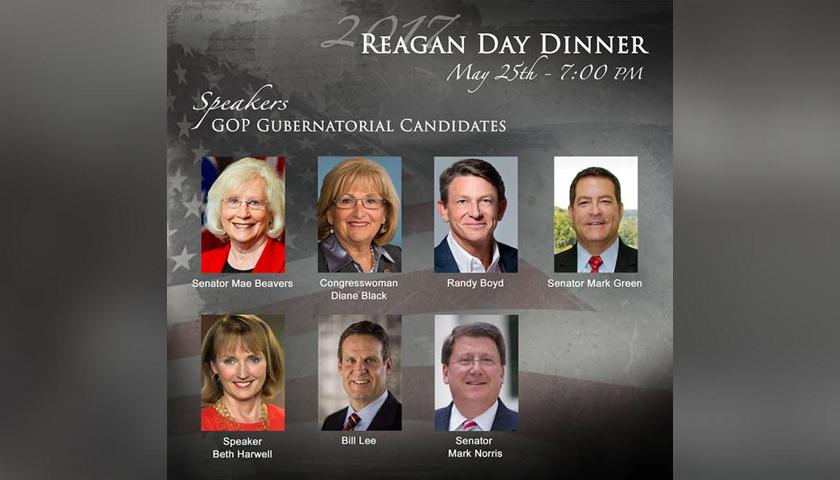 2017
REAGAN DAY DINNER
May 25th - 7:00 PM
Speakers
GOP GUBERNATORIAL CANDIDATES
Senator Mae Beavers
Congresswoman
Diane Black
Randy Boyd
Senator Mark Green
Speaker
Beth Harwell
Bill Lee
Senator
Mark Norris